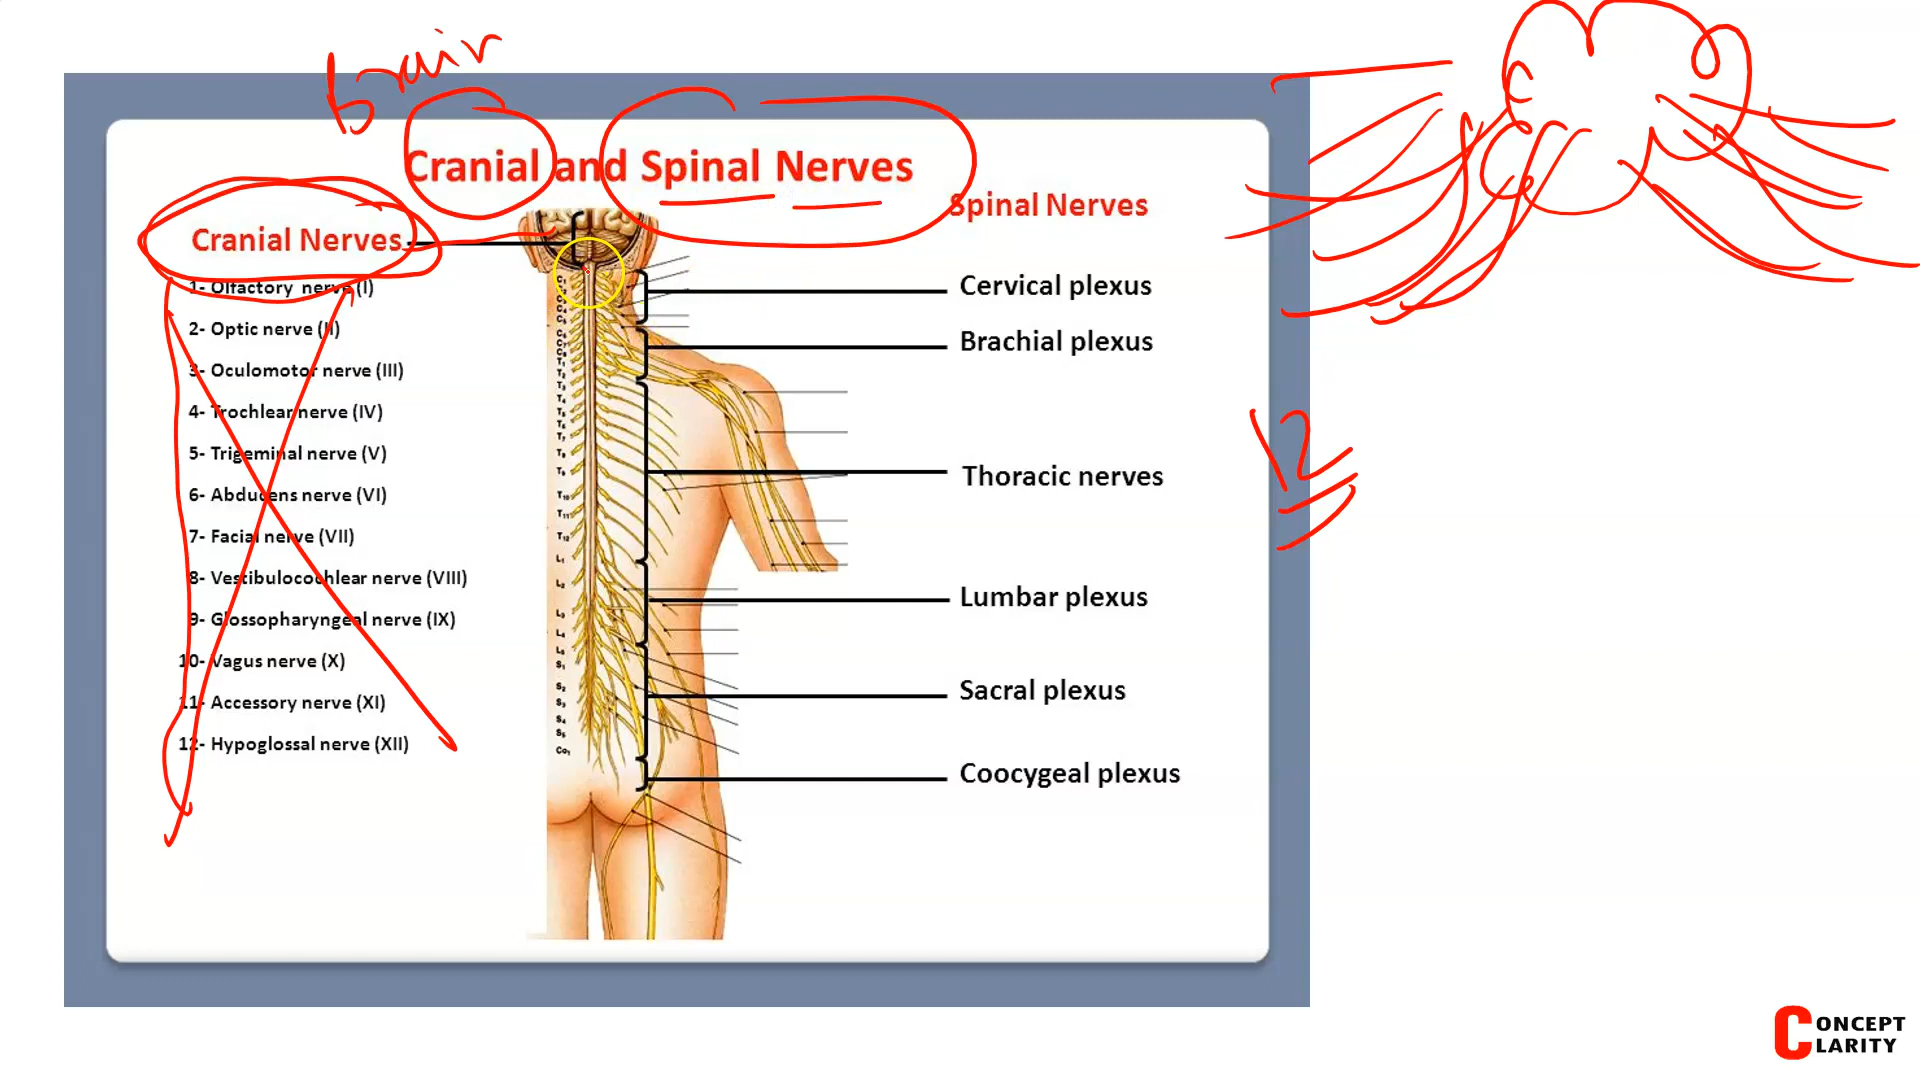 brain
Cranial and Spinal Nerves
Spinal Nerves
Cranial Nerves
1- Olfactory nerve (I)
2- Optic nerve (II)
3- Oculomotor nerve (III)
4- Trochlear nerve (IV)
5- Trigeminal nerve (V)
6- Abducens nerve (VI)
7- Facial nerve (VII)
8- Vestibulocochlear nerve (VIII)
9- Glossopharyngeal nerve (IX)
10- Vagus nerve (X)
11- Accessory nerve (XI)
12- Hypoglossal nerve (XII)
Cervical plexus
Brachial plexus
Thoracic nerves
Lumbar plexus
Sacral plexus
Coocygeal plexus
12
CONCEPT
CLARITY